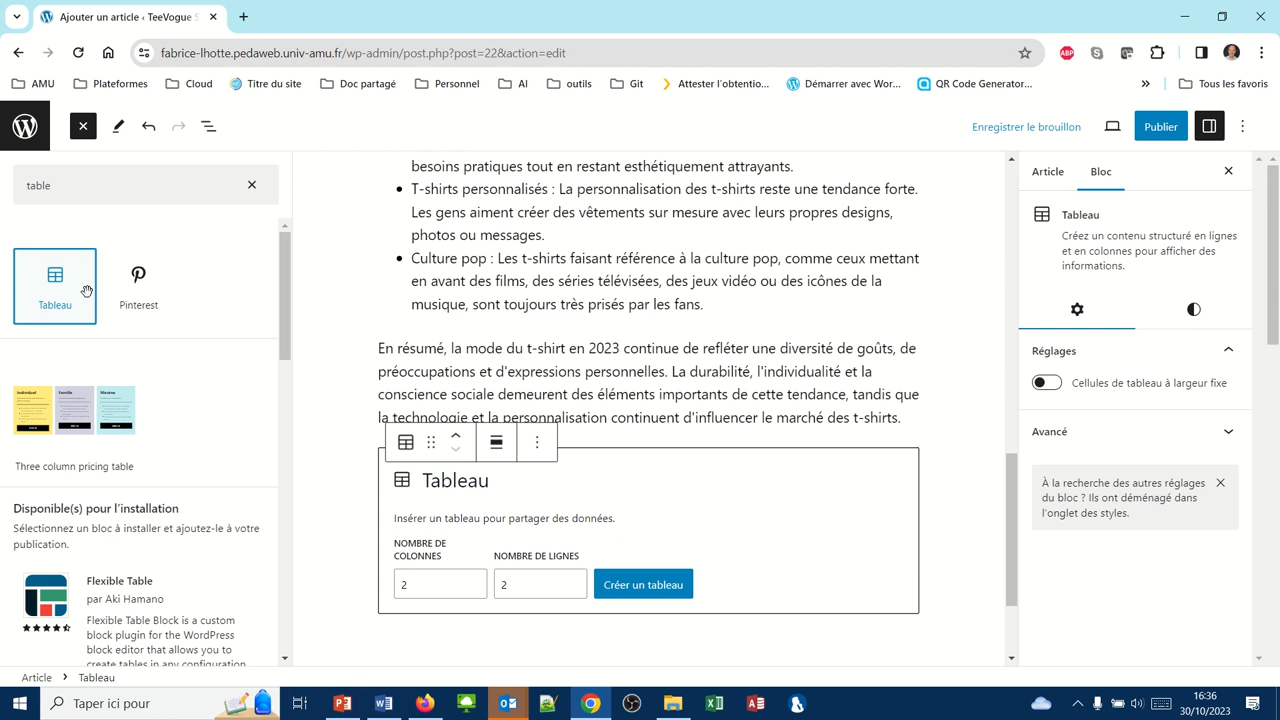 Ajouter un article ‹ TeeVogue S
fabrice-lhotte.pedaweb.univ-amu.fr/wp-admin/post.php?post=22&action=edit
ABP
AMU
Plateformes
Cloud
Titre du site
Doc partagé
Personnel
AI
outils
Git
Attester l'obtentio...
Démarrer avec Wor...
QR Code Generator...
»
Tous les favoris
Enregistrer le brouillon
Publier
table
Tableau
Pinterest
Three column pricing table
Disponible(s) pour l'installation
Sélectionnez un bloc à installer et ajoutez-le à votre
publication.
Flexible Table
par Aki Hamano
Flexible Table Block is a custom
block plugin for the WordPress
block editor that allows you to
create tables in any configuration
besoins pratiques tout en restant esthétiquement attrayants.
T-shirts personnalisés : La personnalisation des t-shirts reste une tendance forte.
Les gens aiment créer des vêtements sur mesure avec leurs propres designs,
photos ou messages.
Culture pop : Les t-shirts faisant référence à la culture pop, comme ceux mettant
en avant des films, des séries télévisées, des jeux vidéo ou des icônes de la
musique, sont toujours très prisés par les fans.
En résumé, la mode du t-shirt en 2023 continue de refléter une diversité de goûts, de
préoccupations et d'expressions personnelles. La durabilité, l'individualité et la
conscience sociale demeurent des éléments importants de cette tendance, tandis que
la technologie et la personnalisation continuent d'influencer le marché des t-shirts.
Tableau
Insérer un tableau pour partager des données.
NOMBRE DE
COLONNES
NOMBRE DE LIGNES
2
2
Créer un tableau
Article
Bloc
Tableau
Créez un contenu structuré en lignes
et en colonnes pour afficher des
informations.
Réglages
Cellules de tableau à largeur fixe
Avancé
À la recherche des autres réglages
du bloc ? Ils ont déménagé dans
l'onglet des styles.
Article
Tableau
Taper ici pour
16:36
30/10/2023